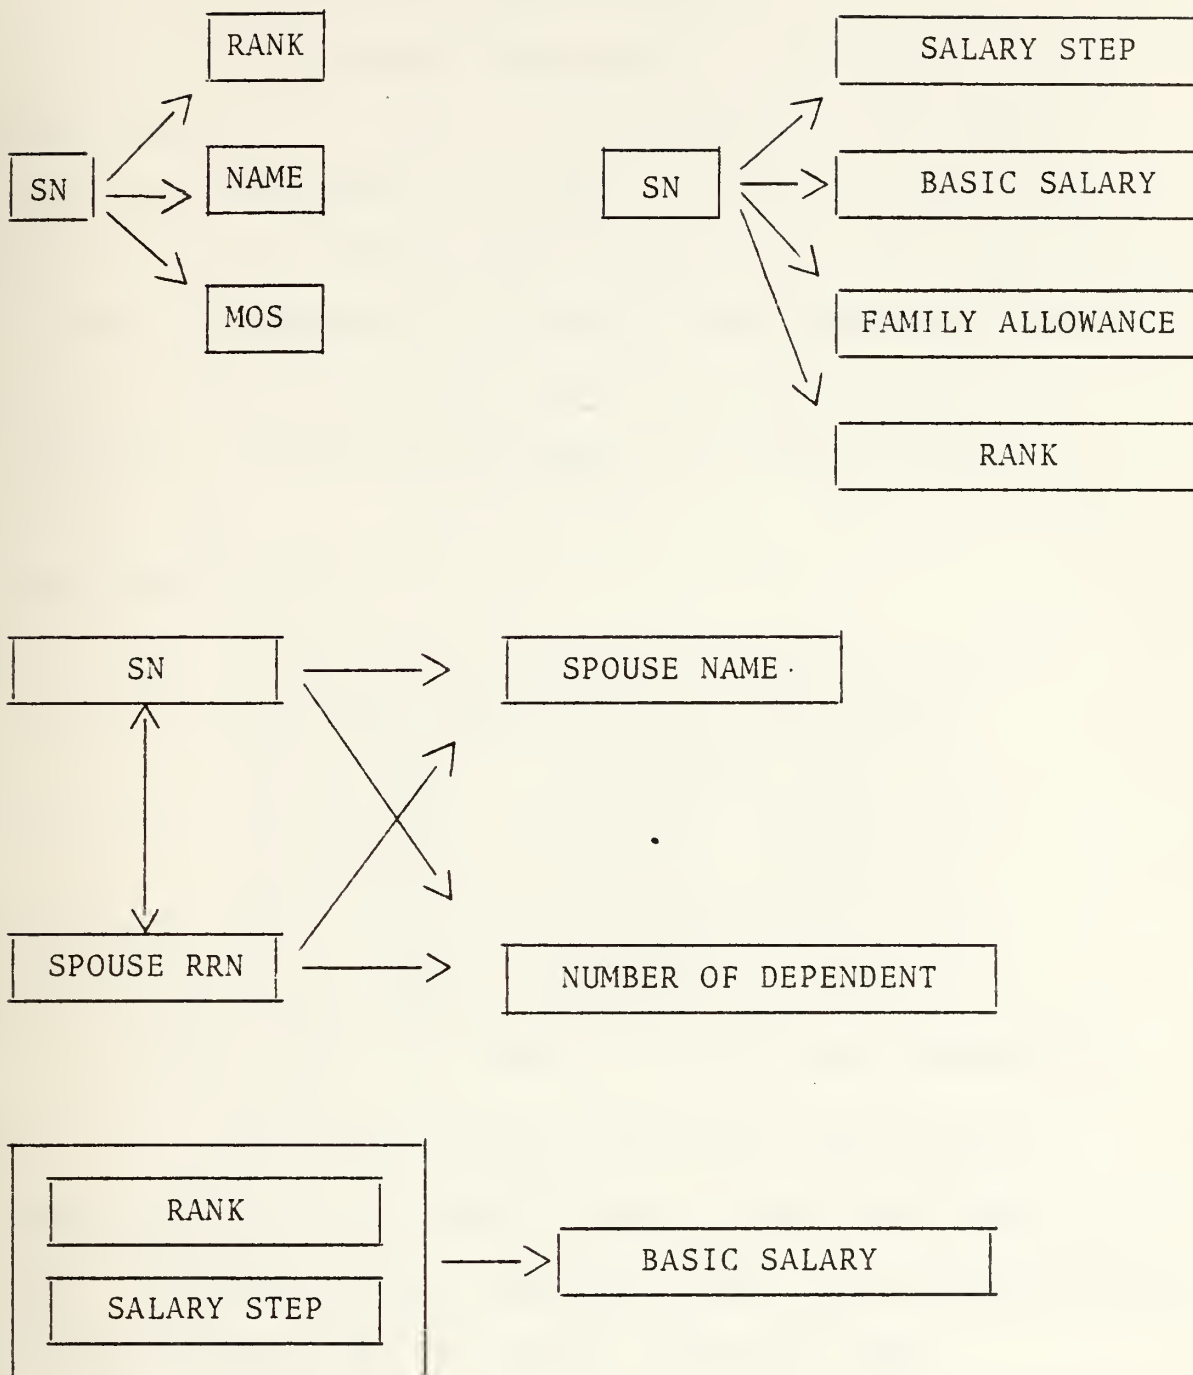 RANK
SN
NAME
MOS
SALARY STEP
SN
BASIC SALARY
FAMILY ALLOWANCE
RANK
SN
SPOUSE NAME
SPOUSE RRN
NUMBER OF DEPENDENT
RANK
SALARY STEP
BASIC SALARY